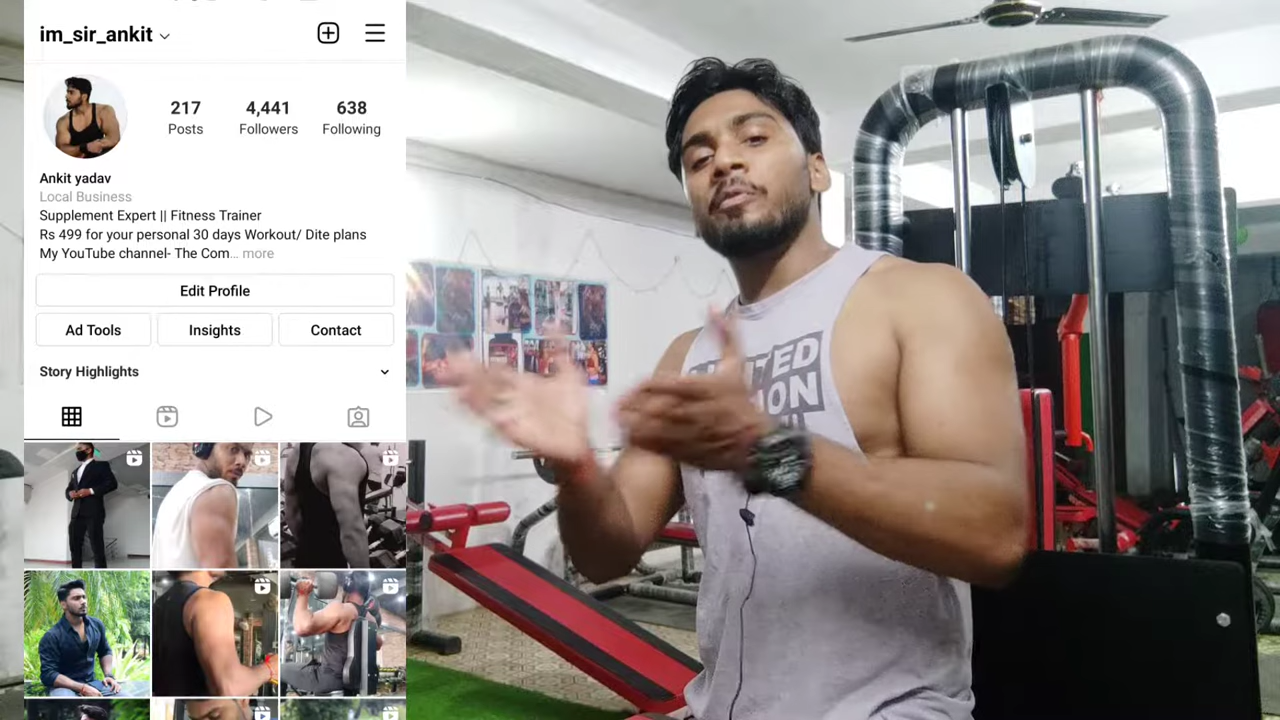 im_sir_ankit
217
4,441
638
Posts
Followers
Following
Ankit yadav
Local Business
Supplement Expert || Fitness Trainer
Rs 499 for your personal 30 days Workout/ Dite plans
My YouTube channel- The Com... more
Edit Profile
Ad Tools
Insights
Contact
Story Highlights